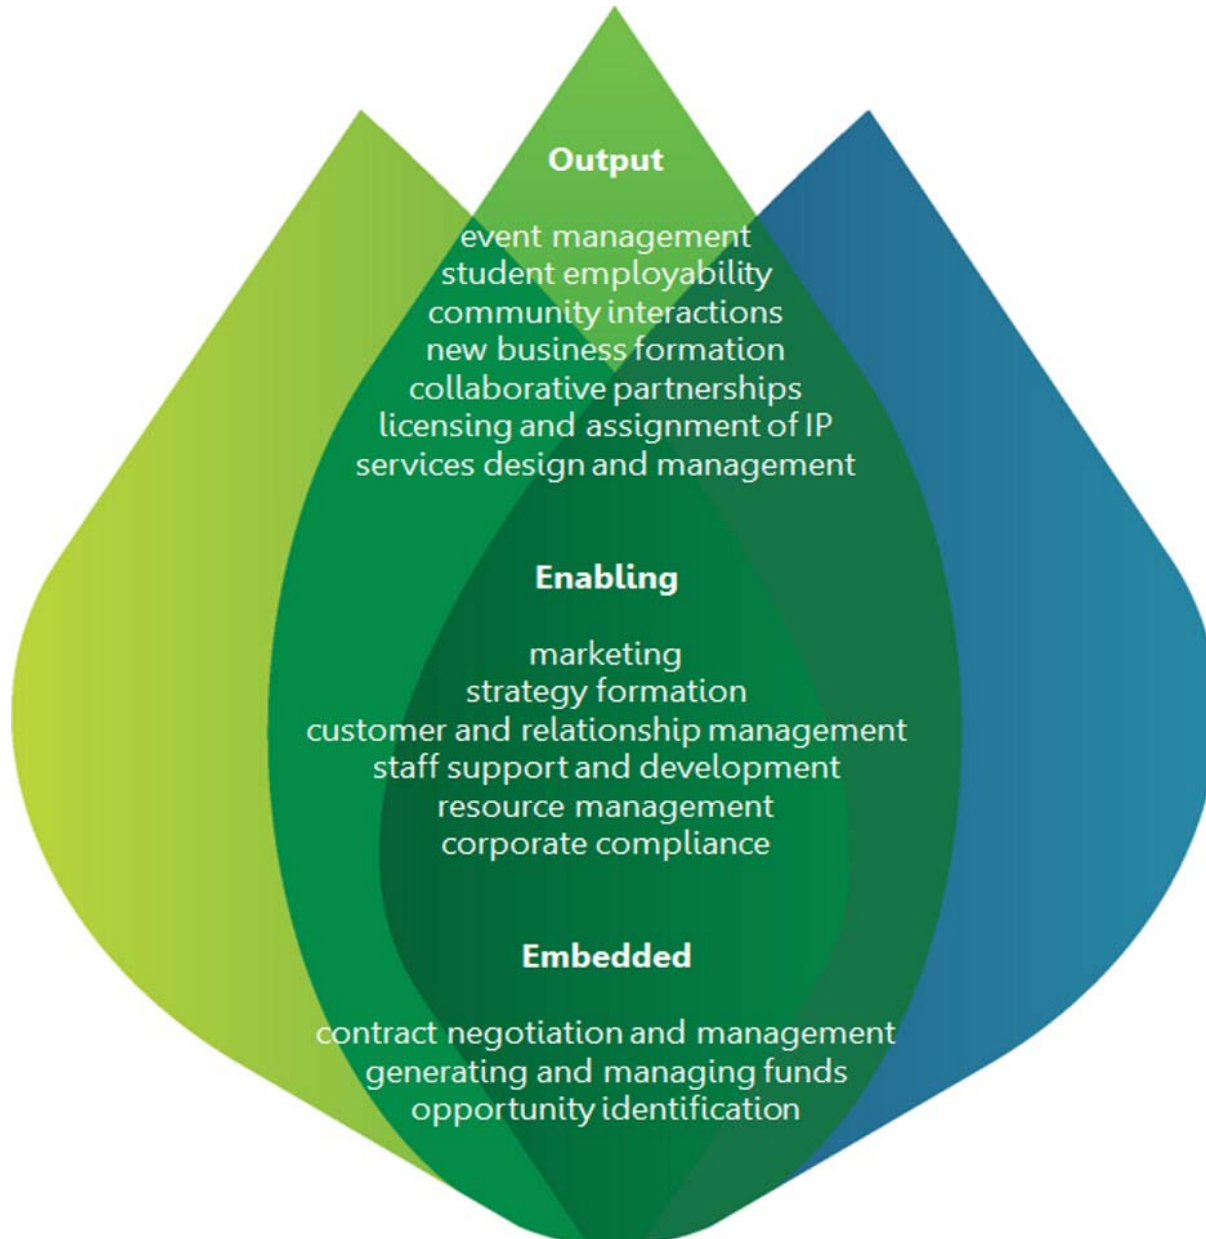 Output
event management
student employability
community interactions
new business formation
collaborative partnerships
licensing and assignment of IP
services design and management
Enabling
marketing
strategy formation
customer and relationship management
staff support and development
resource management
corporate compliance
Embedded
contract negotiation and management
generating and managing funds
opportunity identification